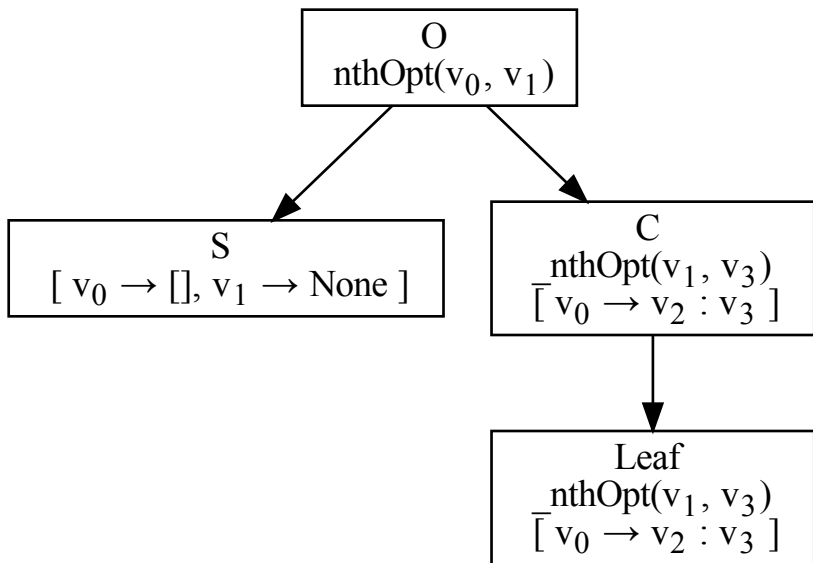 O
nthOpt(v₀, v₁)
S
[ v₀ → [], v₁ → None ]
C
_nthOpt(v₁, v₃)
[ v₀ → v₂ : v₃ ]
Leaf
_nthOpt(v₁, v₃)
[ v₀ → v₂ : v₃ ]